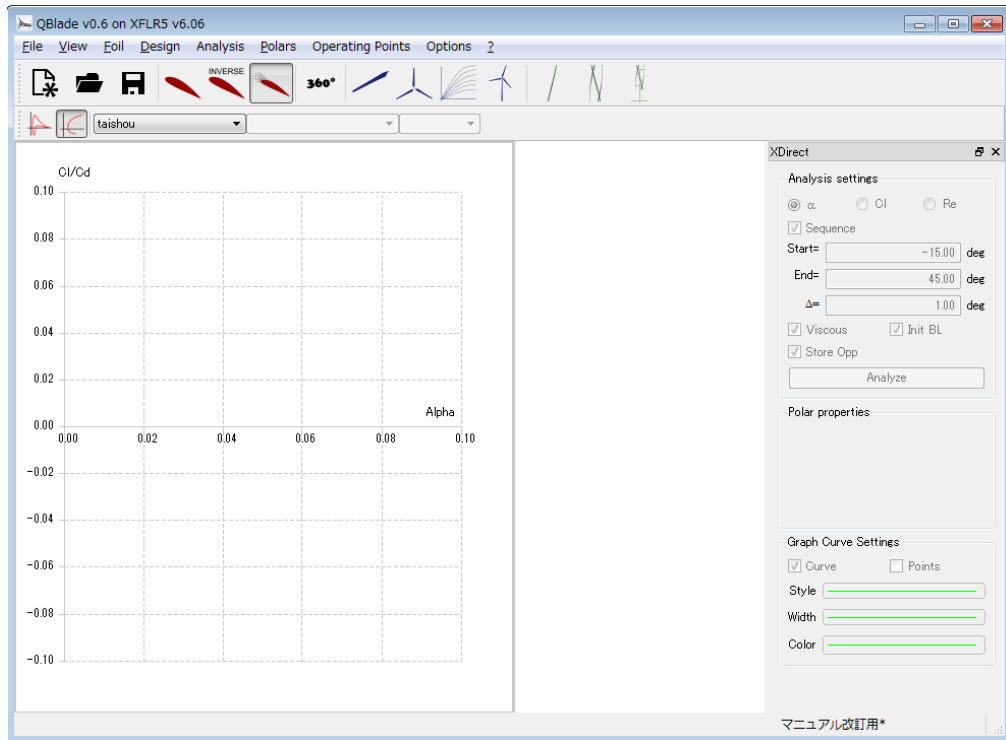 QBlade v0.6 on XFLR5 v6.06
File View Foil Design Analysis Polars Operating Points Options ?
INVERSE
360°
taishou
Cl/Cd
0.10
0.08
0.06
0.04
0.02
0.00
Alpha
0.00 0.02 0.04 0.06 0.08 0.10
-0.02
-0.04
-0.06
-0.08
-0.10
XDirect
Analysis settings
α Cl Re
Sequence
Start= -15.00 deg
End= 45.00 deg
Δ= 1.00 deg
Viscous Init BL
Store Opp
Analyze
Polar properties
Graph Curve Settings
Curve Points
Style
Width
Color
マニュアル改訂用*